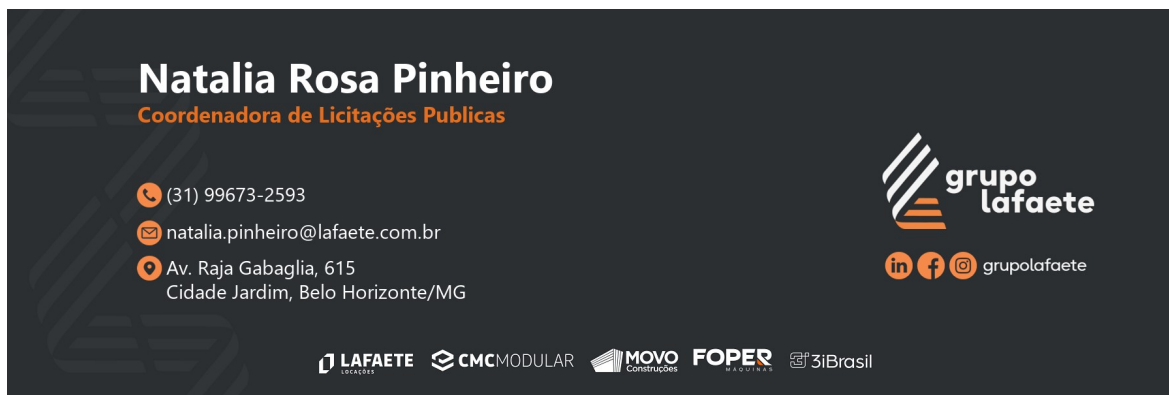 Natalia Rosa Pinheiro
Coordenadora de Licitações Publicas
(31) 99673-2593
natalia.pinheiro@lafaete.com.br
Av. Raja Gabaglia, 615
Cidade Jardim, Belo Horizonte/MG
grupo
lafaete
in f grupolafaete
LAFAETE
LOCAÇÕES
CMCMODULAR
MOVO
Construções
FOPER
MÁQUINAS
3iBrasil